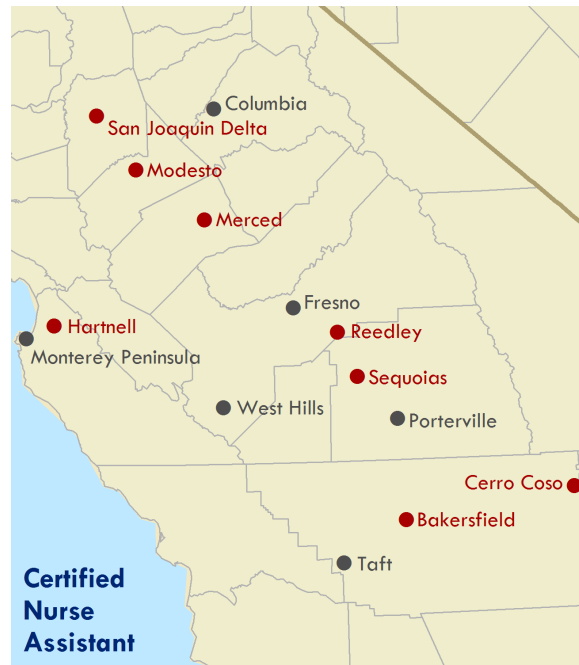 Columbia
San Joaquin Delta
Modesto
Merced
Fresno
Hartnell
Reedley
Monterey Peninsula
Sequoias
West Hills
Porterville
Cerro Coso
Bakersfield
Taft
Certified
Nurse
Assistant